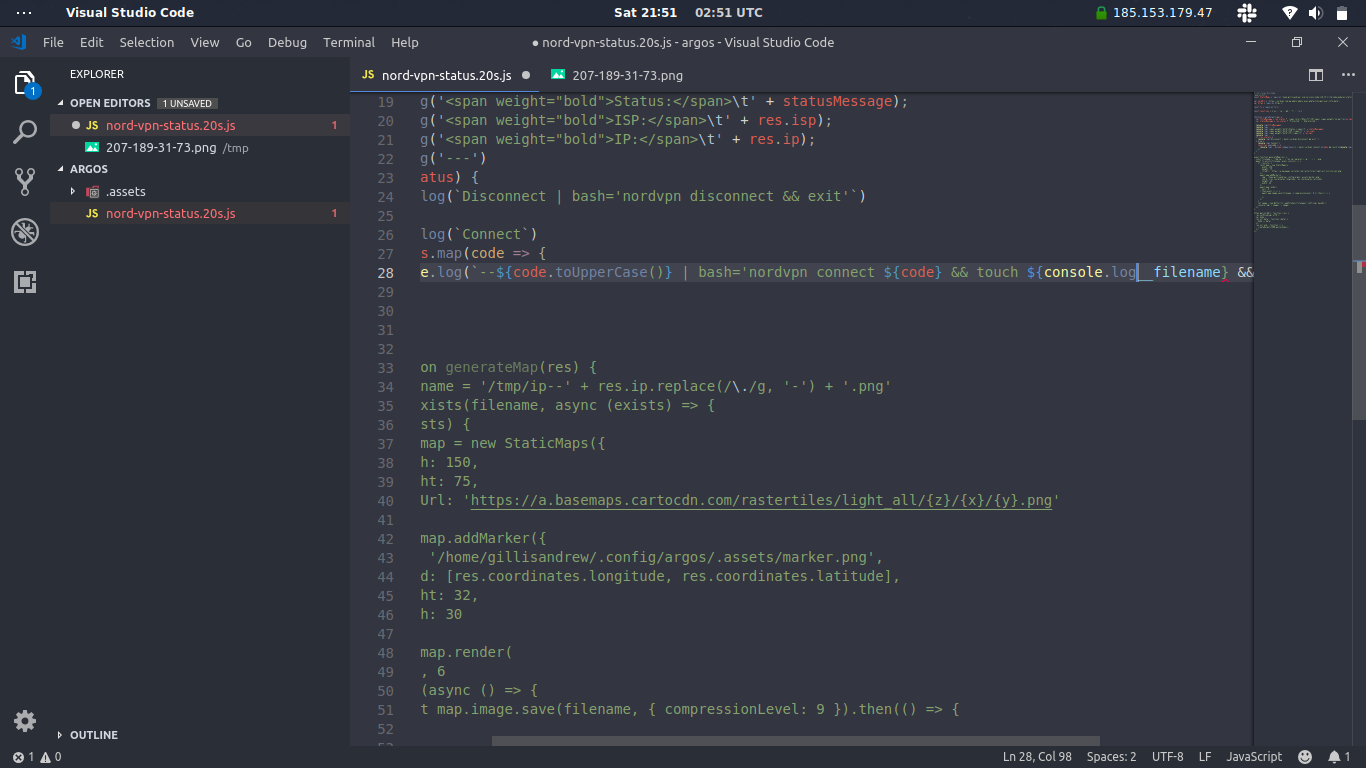 Visual Studio Code
Sat 21:51 02:51 UTC
185.153.179.47
File Edit Selection View Go Debug Terminal Help
● nord-vpn-status.20s.js - argos - Visual Studio Code
EXPLORER
JS nord-vpn-status.20s.js ●
207-189-31-73.png
1
OPEN EDITORS 1 UNSAVED
● JS nord-vpn-status.20s.js 1
207-189-31-73.png /tmp
ARGOS
.assets
JS nord-vpn-status.20s.js 1
OUTLINE
19 g('<span weight="bold">Status:</span>\t' + statusMessage);
20 g('<span weight="bold">ISP:</span>\t' + res.isp);
21 g('<span weight="bold">IP:</span>\t' + res.ip);
22 g('---')
23 atus) {
24 log(`Disconnect | bash='nordvpn disconnect && exit'`)
25
26 log(`Connect`)
27 s.map(code => {
28 e.log(`--${code.toUpperCase()} | bash='nordvpn connect ${code} && touch ${console.log__filename} &&
29
30
31
32
33 on generateMap(res) {
34 name = '/tmp/ip--' + res.ip.replace(/\./g, '-') + '.png'
35 xists(filename, async (exists) => {
36 sts) {
37 map = new StaticMaps({
38 h: 150,
39 ht: 75,
40 Url: 'https://a.basemaps.cartocdn.com/rastertiles/light_all/{z}/{x}/{y}.png'
41
42 map.addMarker({
43 '/home/gillisandrew/.config/argos/.assets/marker.png',
44 d: [res.coordinates.longitude, res.coordinates.latitude],
45 ht: 32,
46 h: 30
47
48 map.render(
49 , 6
50 (async () => {
51 t map.image.save(filename, { compressionLevel: 9 }).then(() => {
52
1 0
Ln 28, Col 98 Spaces: 2 UTF-8 LF JavaScript 1